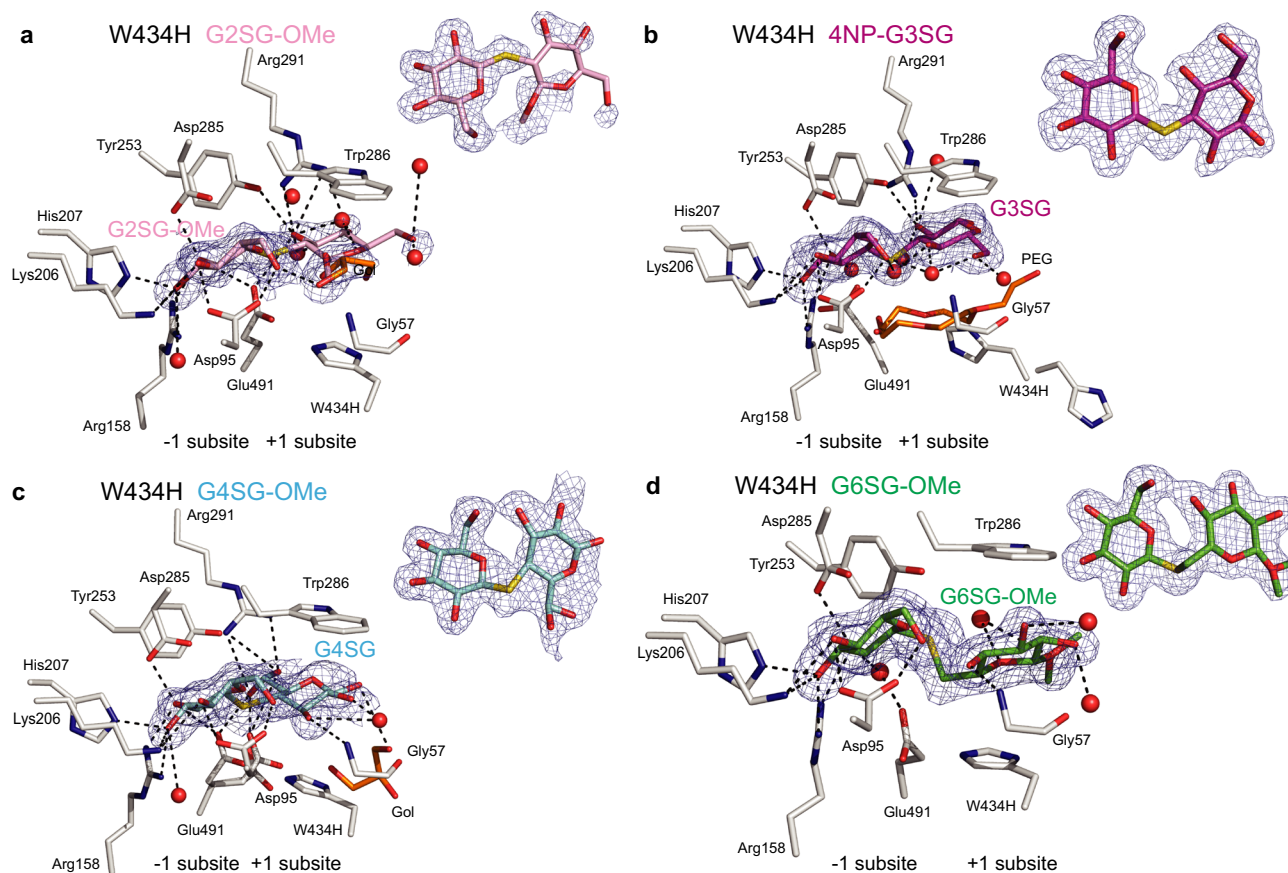 a W434H G2SG-OMe
Arg291
Asp285
Tyr253
Trp286
His207
G2SG-OMe
Lys206
Gol
Gly57
Asp95
Glu491
W434H
Arg158
-1 subsite +1 subsite
b W434H 4NP-G3SG
Arg291
Asp285
Trp286
Tyr253
His207
G3SG
Lys206
PEG
Gly57
Asp95
Glu491
W434H
Arg158
-1 subsite +1 subsite
c W434H G4SG-OMe
Arg291
Asp285
Trp286
Tyr253
G4SG
His207
Lys206
Gly57
Asp95
Gol
Glu491
W434H
Arg158
-1 subsite +1 subsite
d W434H G6SG-OMe
Asp285
Trp286
Tyr253
His207
G6SG-OMe
Lys206
Gly57
Asp95
Glu491
W434H
Arg158
-1 subsite +1 subsite